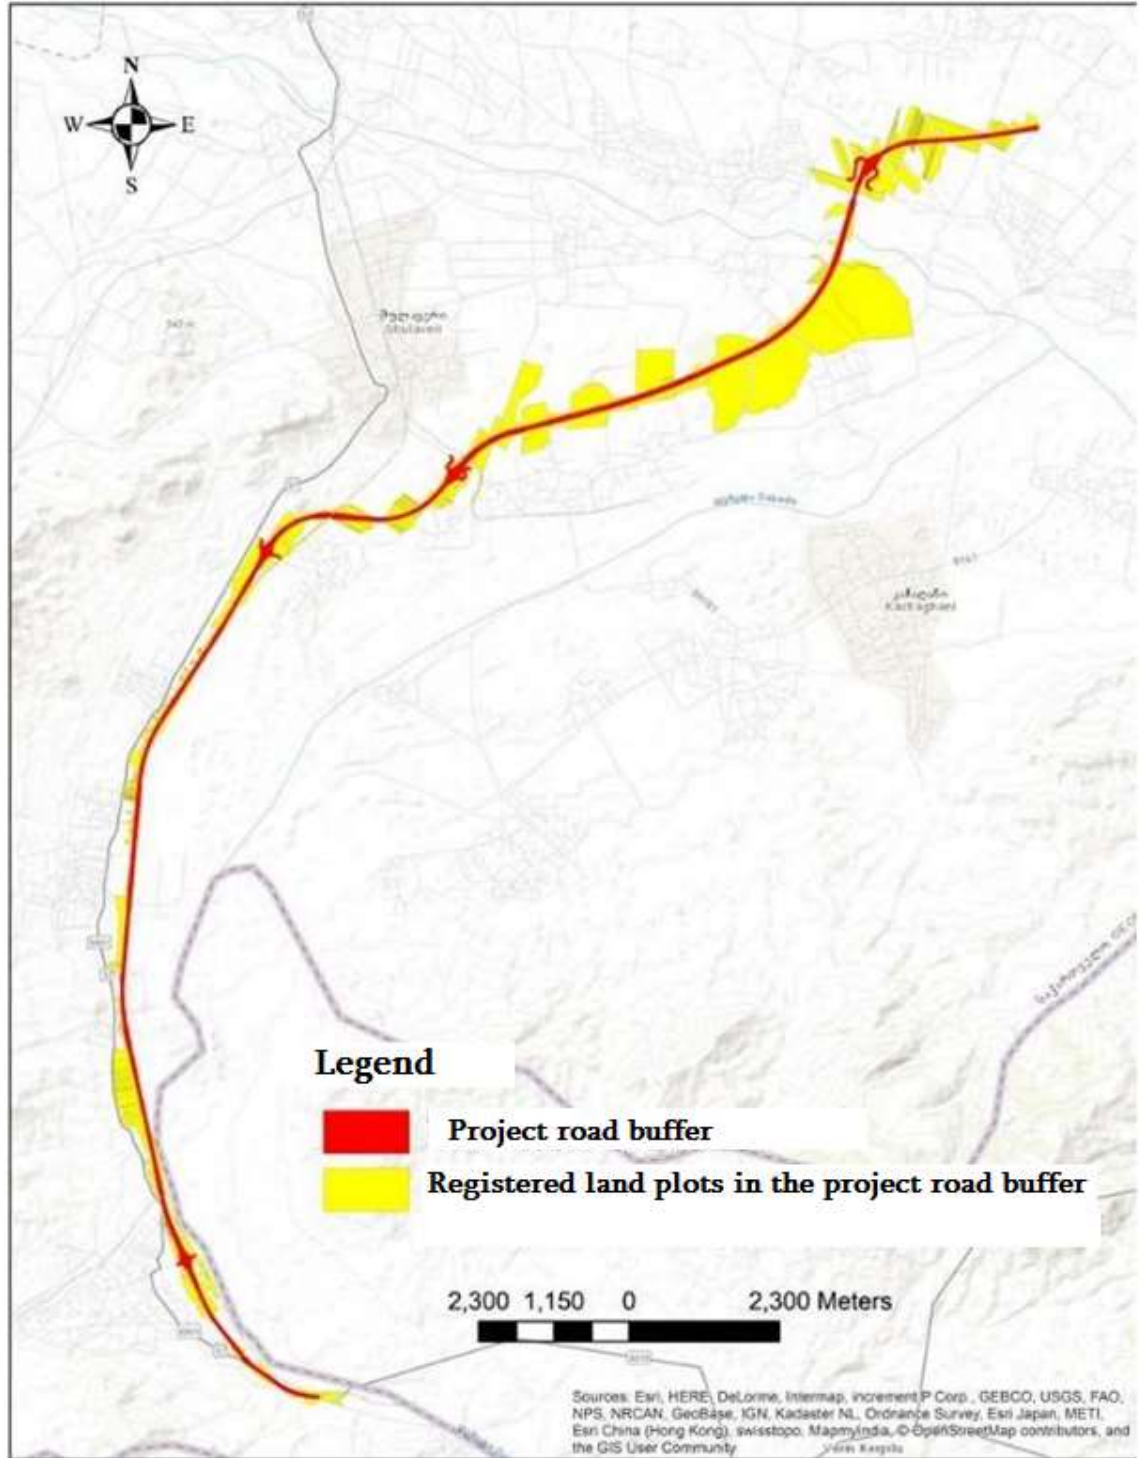 N
W E
S
Shulaveri
Kachaghani
Legend
Project road buffer
Registered land plots in the project road buffer
2,300 1,150 0 2,300 Meters
Sources: Esri, HERE, DeLorme, Intermap, increment P Corp., GEBCO, USGS, FAO,
NPS, NRCAN, GeoBase, IGN, Kadaster NL, Ordnance Survey, Esri Japan, METI,
Esri China (Hong Kong), swisstopo, MapmyIndia, © OpenStreetMap contributors, and
the GIS User Community